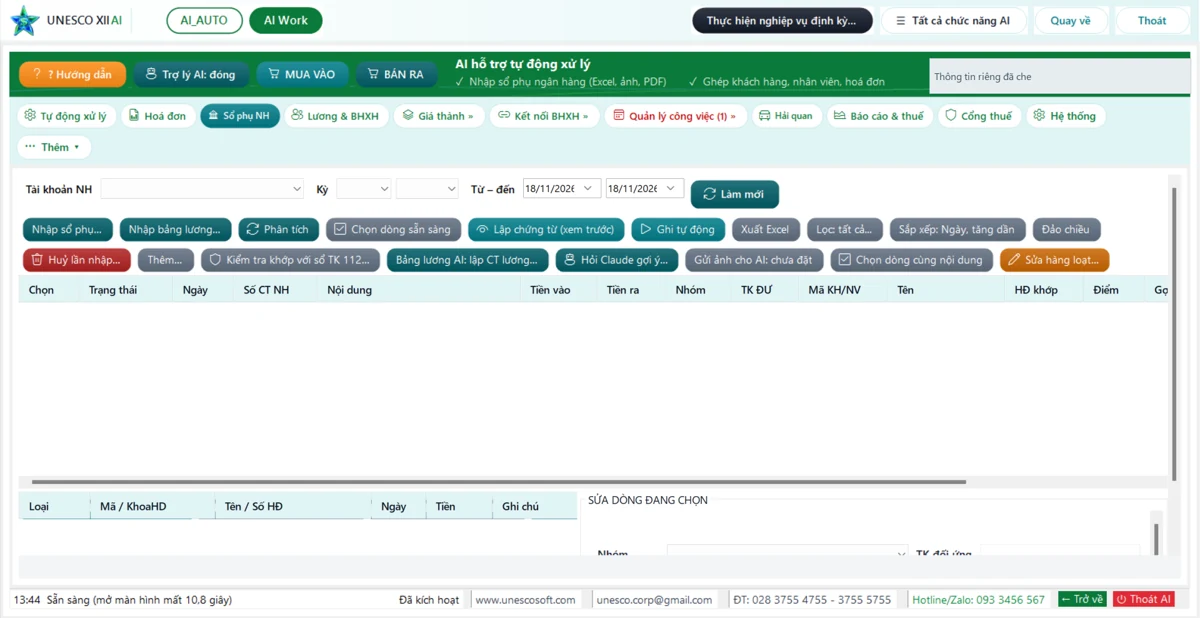 UNESCO XII AI
AI_AUTO
AI Work
Thực hiện nghiệp vụ định kỳ...
☰ Tất cả chức năng AI
Quay về
Thoát
? ? Hướng dẫn
Trợ lý AI: đóng
MUA VÀO
BÁN RA
AI hỗ trợ tự động xử lý
✓ Nhập sổ phụ ngân hàng (Excel, ảnh, PDF) ✓ Ghép khách hàng, nhân viên, hoá đơn
Thông tin riêng đã che
Tự động xử lý
Hoá đơn
Sổ phụ NH
Lương & BHXH
Giá thành »
Kết nối BHXH »
Quản lý công việc (1) »
Hải quan
Báo cáo & thuế
Cổng thuế
Hệ thống
··· Thêm ▾
Tài khoản NH
Kỳ
Từ – đến
18/11/2026
18/11/2026
Làm mới
Nhập sổ phụ...
Nhập bảng lương...
Phân tích
Chọn dòng sẵn sàng
Lập chứng từ (xem trước)
Ghi tự động
Xuất Excel
Lọc: tất cả...
Sắp xếp: Ngày, tăng dần
Đảo chiều
Huỷ lần nhập...
Thêm...
Kiểm tra khớp với sổ TK 112...
Bảng lương AI: lập CT lương...
Hỏi Claude gợi ý...
Gửi ảnh cho AI: chưa đặt
Chọn dòng cùng nội dung
Sửa hàng loạt...
Chọn Trạng thái Ngày Số CT NH Nội dung Tiền vào Tiền ra Nhóm TK ĐƯ Mã KH/NV Tên HĐ khớp Điểm Gợ
Loại Mã / KhoaHD Tên / Số HĐ Ngày Tiền Ghi chú
SỬA DÒNG ĐANG CHỌN
Nhóm
TK đối ứng
13:44 Sẵn sàng (mở màn hình mất 10,8 giây)
Đã kích hoạt
www.unescosoft.com
unesco.corp@gmail.com
ĐT: 028 3755 4755 - 3755 5755
Hotline/Zalo: 093 3456 567
← Trở về
Thoát AI